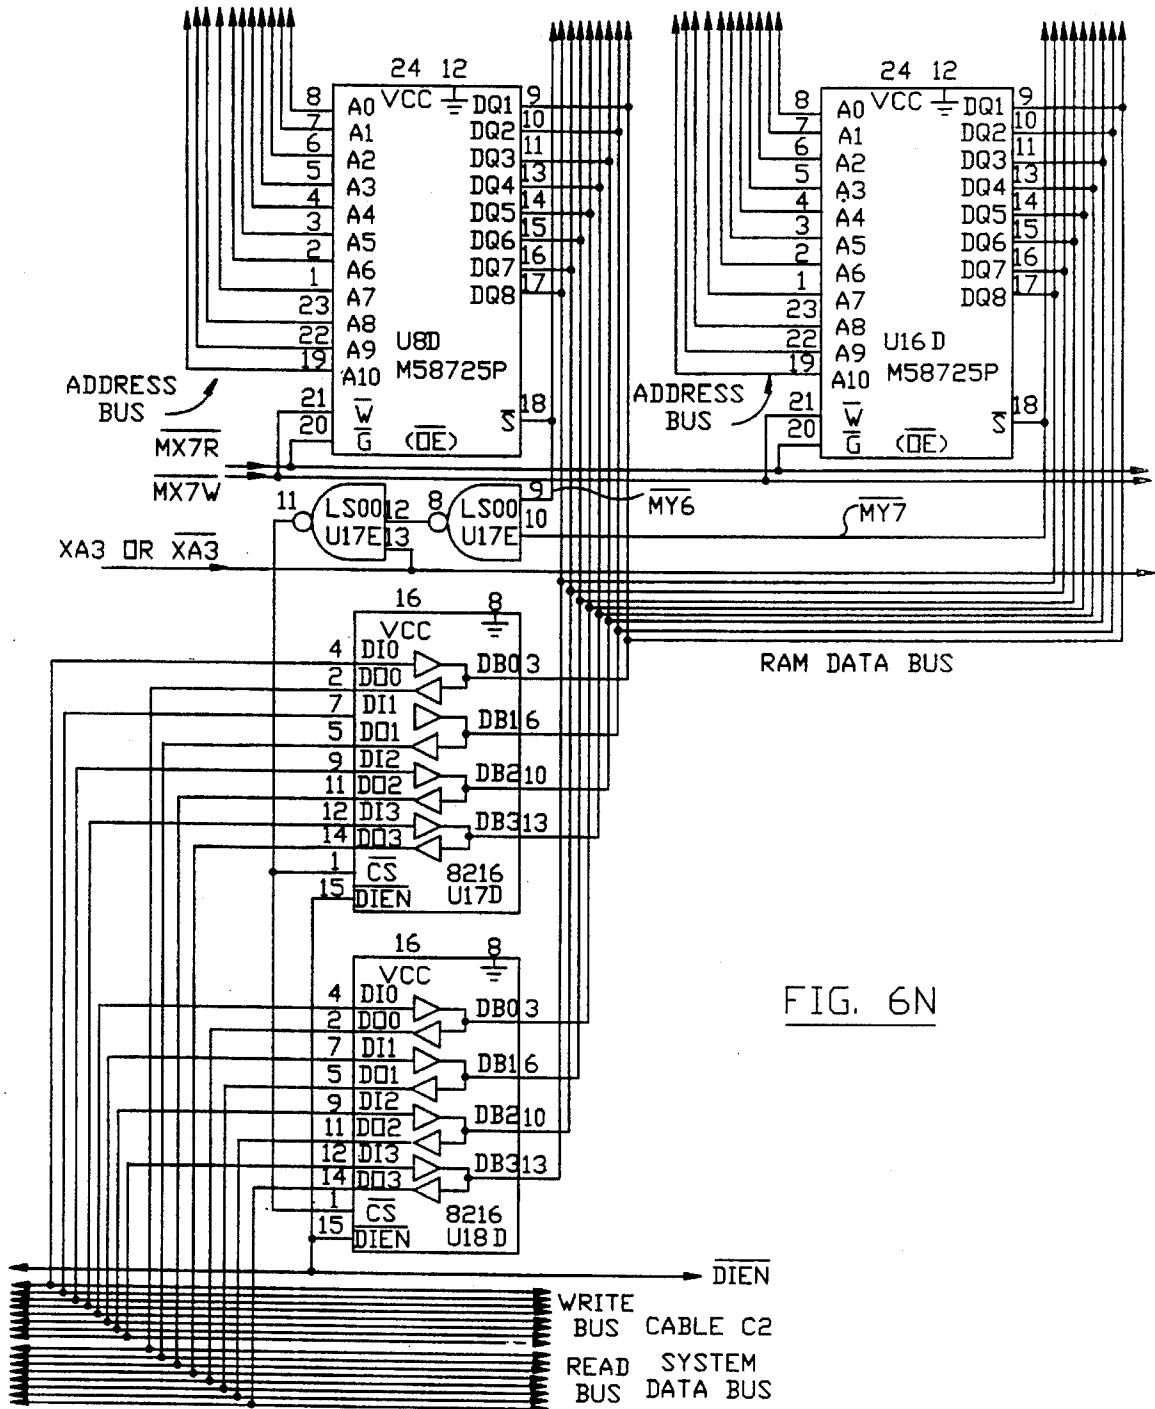 24 12
VCC
8 A0 DQ1 9
7 A1 DQ2 10
6 A2 DQ3 11
5 A3 DQ4 13
4 A4 DQ5 14
3 A5 DQ6 15
2 A6 DQ7 16
1 A7 DQ8 17
23 A8
22 A9
19 A10
U8D
M58725P
21 W
20 G (OE)
S 18
ADDRESS
BUS
24 12
VCC
8 A0 DQ1 9
7 A1 DQ2 10
6 A2 DQ3 11
5 A3 DQ4 13
4 A4 DQ5 14
3 A5 DQ6 15
2 A6 DQ7 16
1 A7 DQ8 17
23 A8
22 A9
19 A10
U16D
M58725P
21 W
20 G (OE)
S 18
ADDRESS
BUS
MX7R
MX7W
11 LS00 12
U17E 13
8 LS00 9
U17E 10
MY6
MY7
XA3 OR XA3
RAM DATA BUS
16 8
VCC
4 DI0
2 DO0
DB0 3
7 DI1
5 DO1
DB1 6
9 DI2
11 DO2
DB2 10
12 DI3
14 DO3
DB3 13
1 CS
15 DIEN
8216
U17D
16 8
VCC
4 DI0
2 DO0
DB0 3
7 DI1
5 DO1
DB1 6
9 DI2
11 DO2
DB2 10
12 DI3
14 DO3
DB3 13
1 CS
15 DIEN
8216
U18D
FIG. 6N
DIEN
WRITE
BUS CABLE C2
READ SYSTEM
BUS DATA BUS